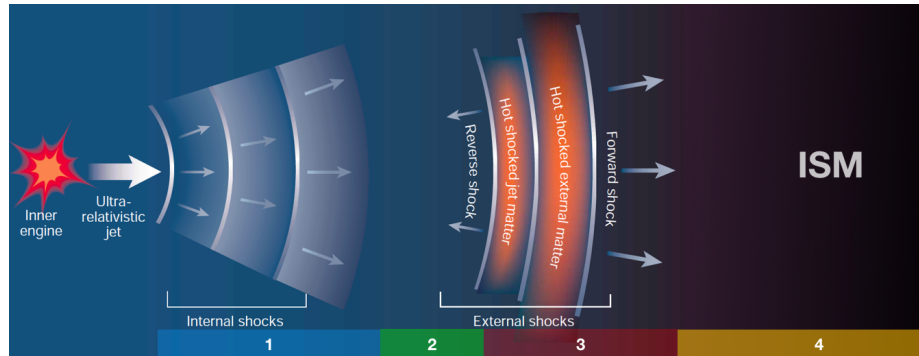 Inner
engine
Ultra-
relativistic
jet
Internal shocks
Reverse shock
Hot shocked jet matter
Hot shocked external matter
Forward shock
External shocks
ISM
1
2
3
4